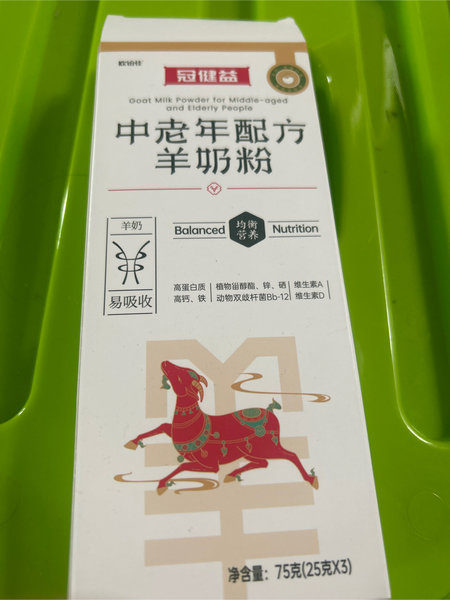 欧铂佳
冠健益
Goat Milk Powder for Middle-aged
and Elderly People
中老年配方
羊奶粉
羊奶
易吸收
Balanced 均衡营养 Nutrition
高蛋白质 植物甾醇酯、锌、硒 维生素A
高钙、铁 动物双歧杆菌Bb-12 维生素D
净含量: 75克(25克X3)